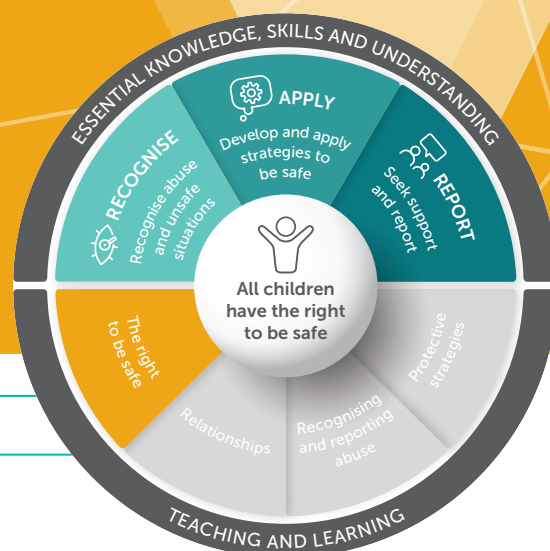 ESSENTIAL KNOWLEDGE, SKILLS AND UNDERSTANDING
RECOGNISE
Recognise abuse
and unsafe
situations
APPLY
Develop and apply
strategies to
be safe
REPORT
Seek support
and report
All children
have the right
to be safe
The right
to be safe
Relationships
Recognising
and reporting
abuse
Protective
strategies
TEACHING AND LEARNING